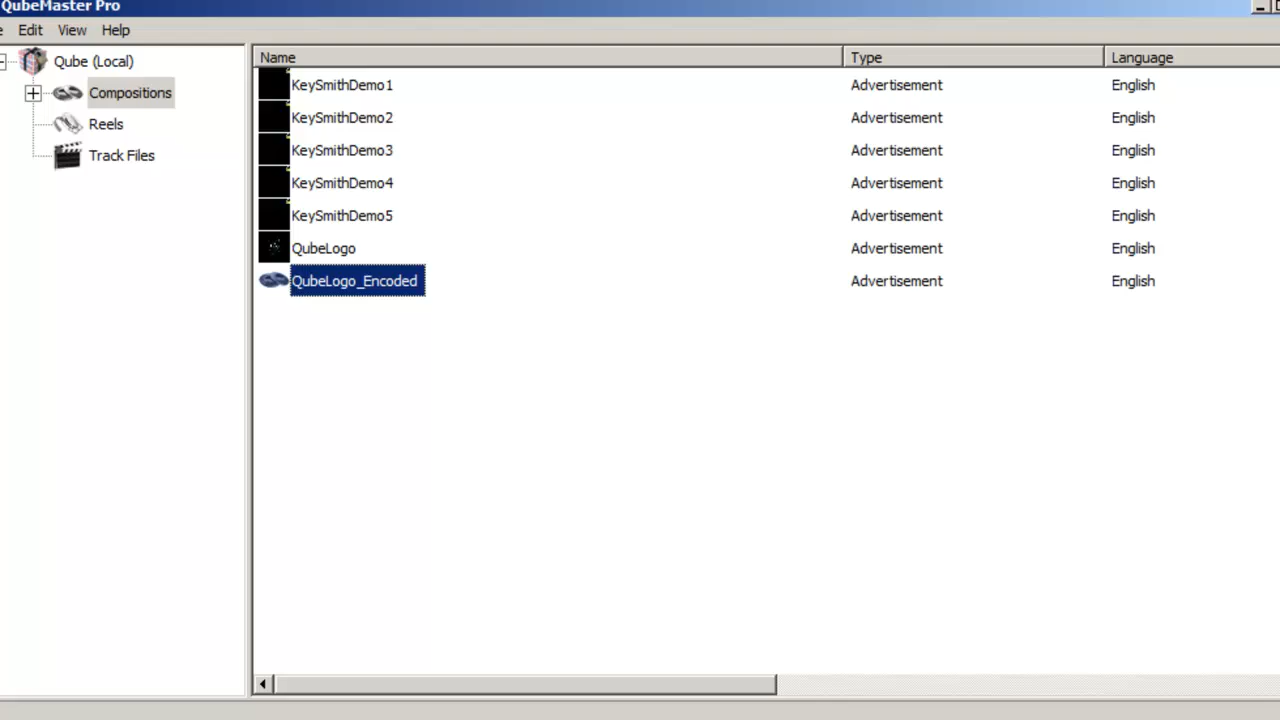 QubeMaster Pro
Edit View Help
Qube (Local)
Compositions
Reels
Track Files
Name Type Language
KeySmithDemo1 Advertisement English
KeySmithDemo2 Advertisement English
KeySmithDemo3 Advertisement English
KeySmithDemo4 Advertisement English
KeySmithDemo5 Advertisement English
QubeLogo Advertisement English
QubeLogo_Encoded Advertisement English